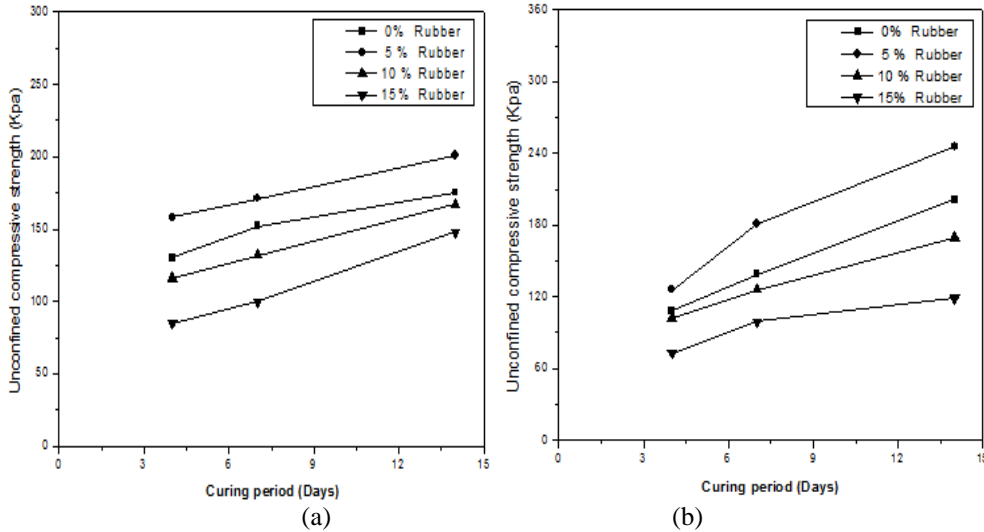 300
250
200
150
100
50
0
Unconfined compressive strength (Kpa)
0% Rubber
5 % Rubber
10 % Rubber
15% Rubber
0 3 6 9 12 15
Curing period (Days)
(a)
360
300
240
180
120
60
0
Unconfined compressive strength (Kpa)
0% Rubber
5 % Rubber
10 % Rubber
15% Rubber
0 3 6 9 12 15
Curing period (Days)
(b)